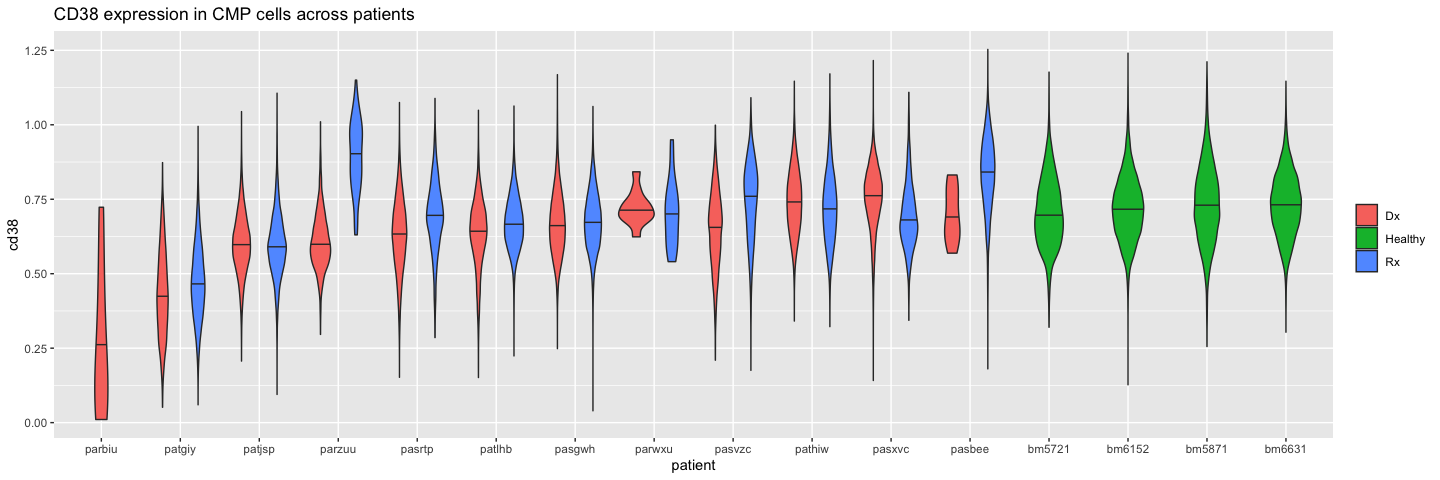 CD38 expression in CMP cells across patients
1.25
1.00
0.75
0.50
0.25
0.00
cd38
parbiu patgiy patjsp parzuu pasrtp patlhb pasgwh parwxu pasvzc pathiw pasxvc pasbee bm5721 bm6152 bm5871 bm6631
patient
Dx
Healthy
Rx